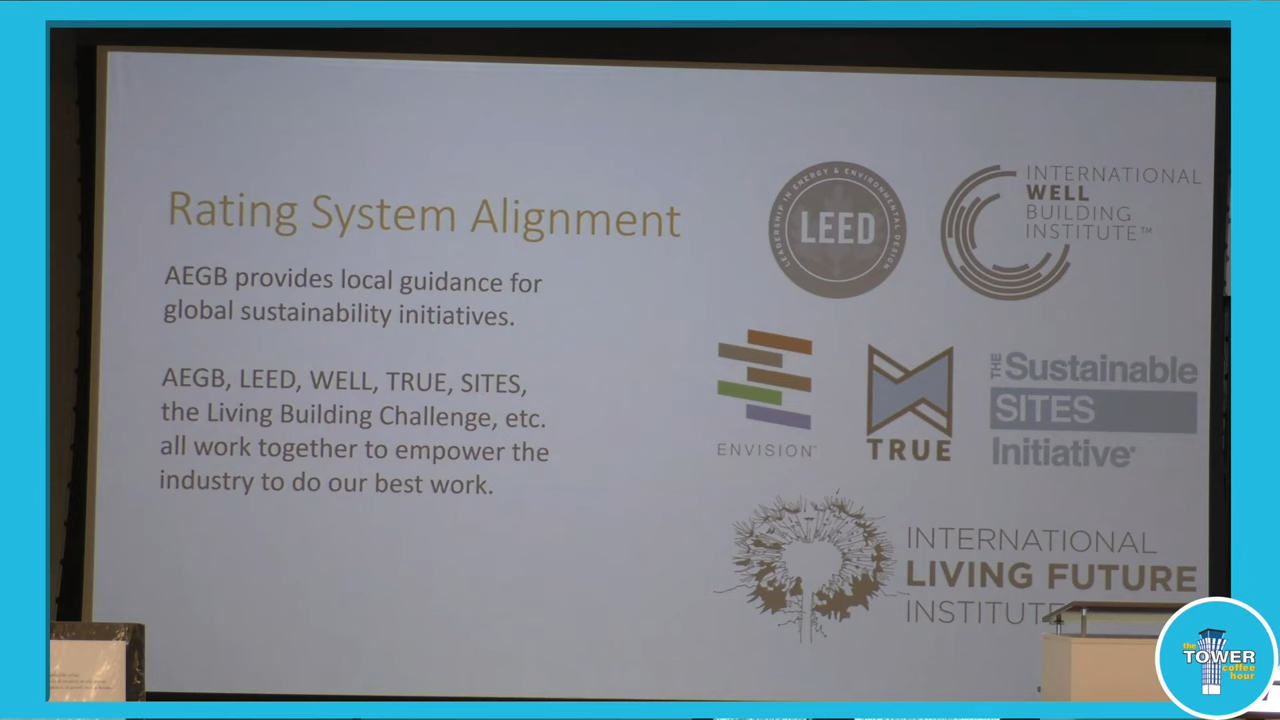 Rating System Alignment
AEGB provides local guidance for
global sustainability initiatives.
AEGB, LEED, WELL, TRUE, SITES,
the Living Building Challenge, etc.
all work together to empower the
industry to do our best work.
LEADERSHIP IN ENERGY & ENVIRONMENTAL DESIGN
LEED
INTERNATIONAL
WELL
BUILDING
INSTITUTE™
ENVISION
TRUE
THE
Sustainable
SITES
Initiative®
INTERNATIONAL
LIVING FUTURE
INSTITUTE
the
TOWER
coffee
hour